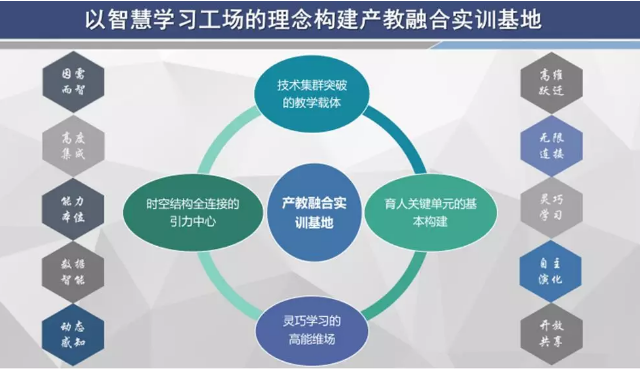 以智慧学习工场的理念构建产教融合实训基地
因需
而智
高度
集成
能力
本位
数据
智能
动态
感知
技术集群突破
的教学载体
时空结构全连接的
引力中心
产教融合实
训基地
育人关键单元的基
本构建
灵巧学习的
高能维场
高维
跃迁
无限
连接
灵巧
学习
自主
演化
开放
共享